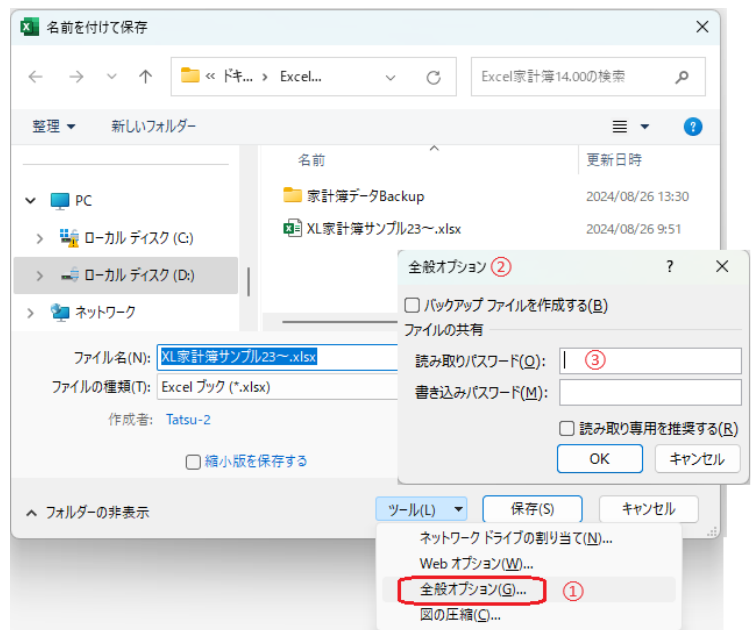 名前を付けて保存
« ドキ... › Excel...
Excel家計簿14.00の検索
整理
新しいフォルダー
名前
更新日時
家計簿データBackup
2024/08/26 13:30
XL家計簿サンプル23～.xlsx
2024/08/26 9:51
PC
ローカル ディスク (C:)
ローカル ディスク (D:)
ネットワーク
ファイル名(N): XL家計簿サンプル23～.xlsx
ファイルの種類(T): Excel ブック (*.xlsx)
作成者: Tatsu-2
縮小版を保存する
フォルダーの非表示
ツール(L)
保存(S)
キャンセル
ネットワーク ドライブの割り当て(N)...
Web オプション(W)...
全般オプション(G)... ①
図の圧縮(C)...
全般オプション ② ?
バックアップ ファイルを作成する(B)
ファイルの共有
読み取りパスワード(O): ③
書き込みパスワード(M):
読み取り専用を推奨する(R)
OK
キャンセル